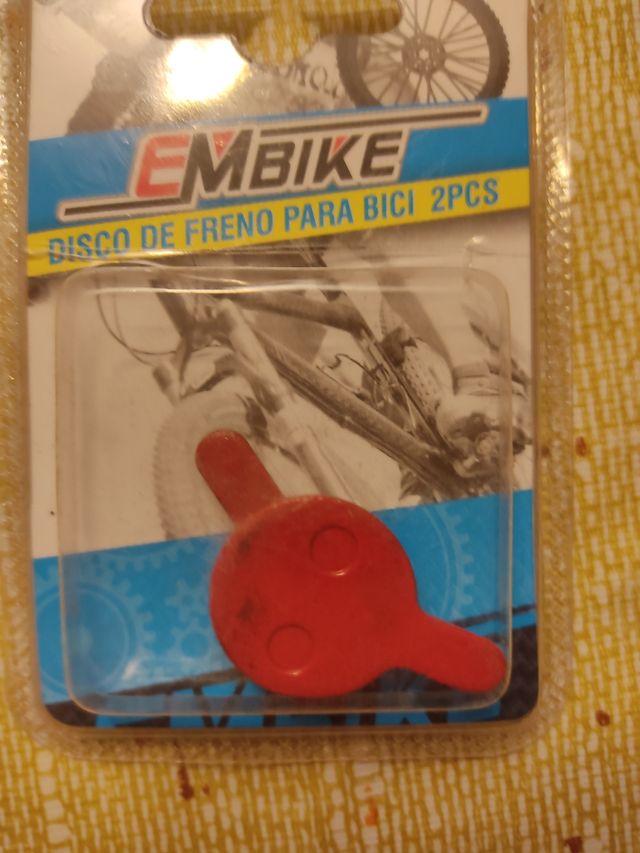 EMBIKE
DISCO DE FRENO PARA BICI 2PCS